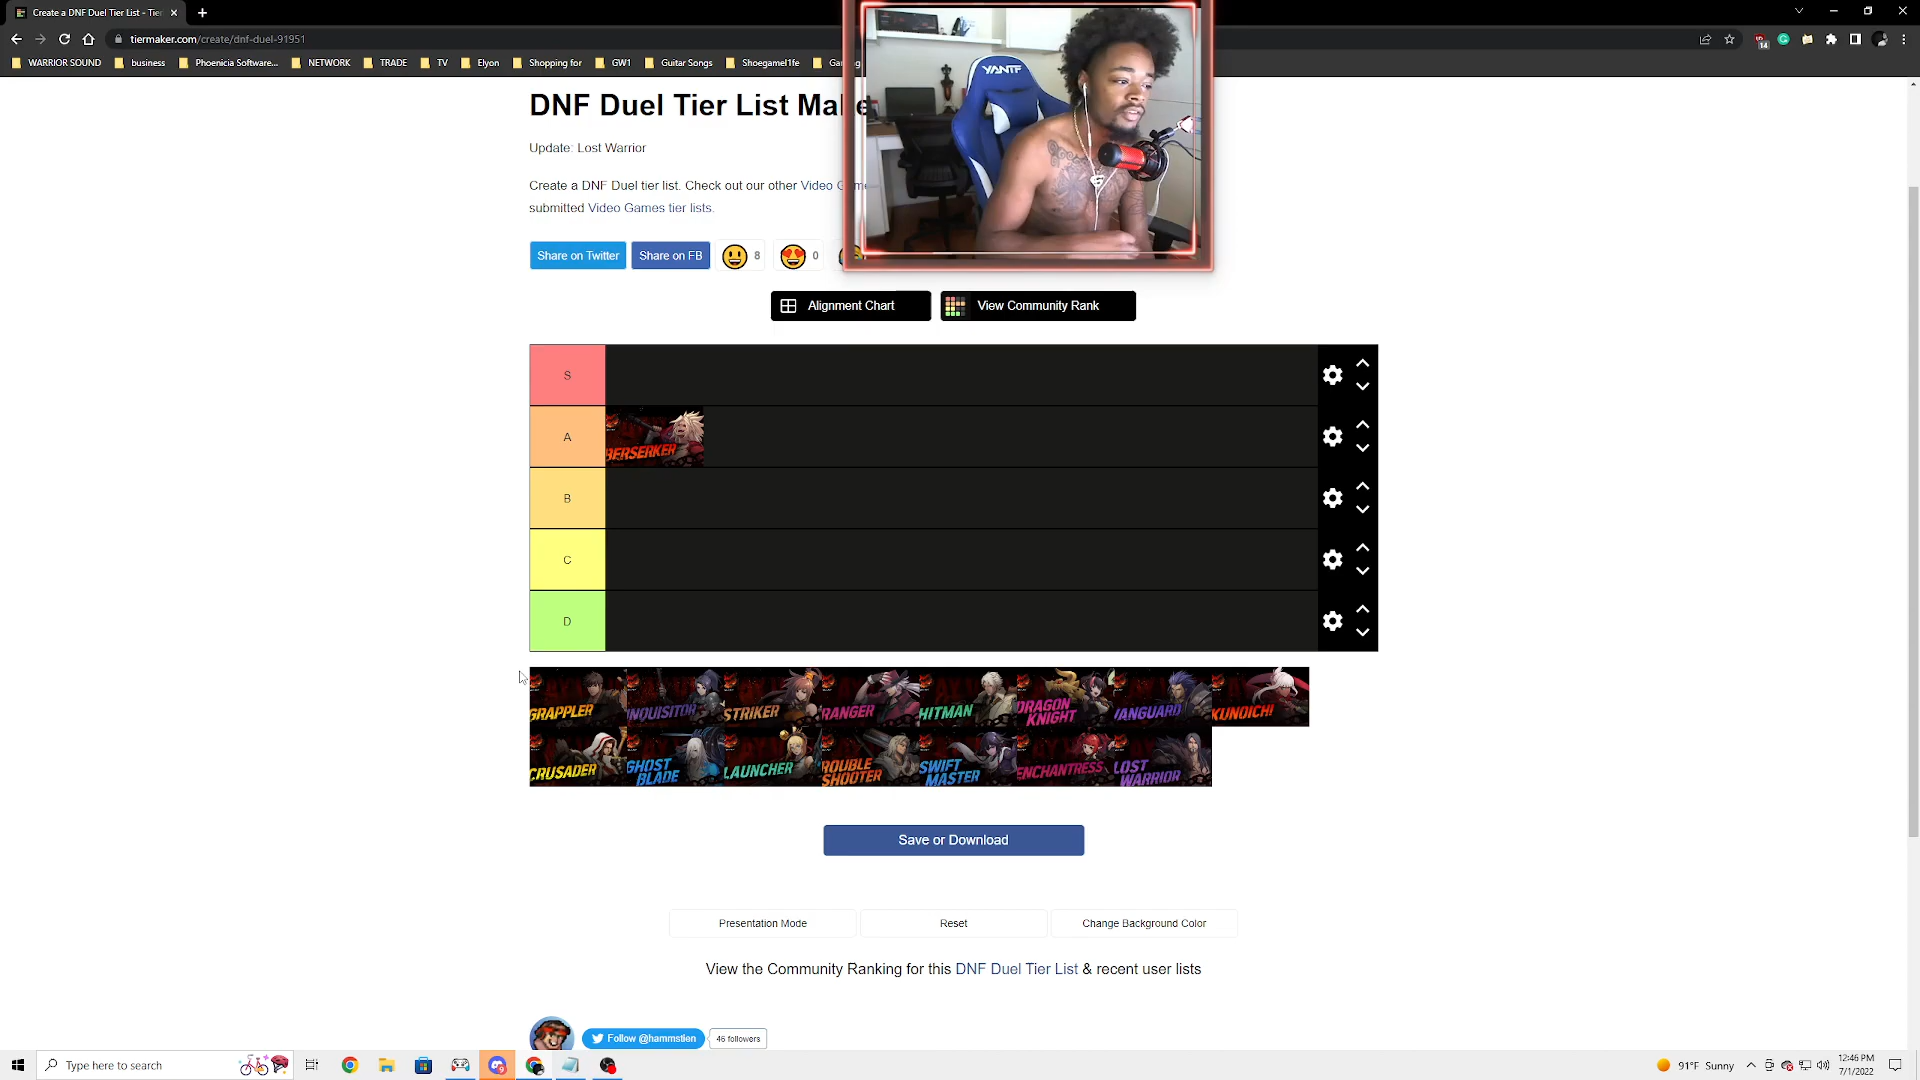 Create a DNF Duel Tier List - Tier
tiermaker.com/create/dnf-duel-91951
14
WARRIOR SOUND
business
Phoenicia Software...
NETWORK
TRADE
TV
Elyon
Shopping for
GW1
Guitar Songs
Shoegamel1fe
YANTF
DNF Duel Tier List
Update: Lost Warrior
Create a DNF Duel tier list. Check out our other Video
submitted Video Games tier lists.
Share on Twitter
Share on FB
8
0
Alignment Chart
View Community Rank
S
A
BERSERKER
B
C
D
GRAPPLER
INQUISITOR
STRIKER
RANGER
HITMAN
DRAGON KNIGHT
VANGUARD
KUNOICHI
CRUSADER
GHOST BLADE
LAUNCHER
ROUBLE SHOOTER
SWIFT MASTER
ENCHANTRESS
LOST WARRIOR
Save or Download
Presentation Mode
Reset
Change Background Color
View the Community Ranking for this DNF Duel Tier List & recent user lists
Follow @hammstien
46 followers
Type here to search
91°F Sunny
12:46 PM
7/1/2022